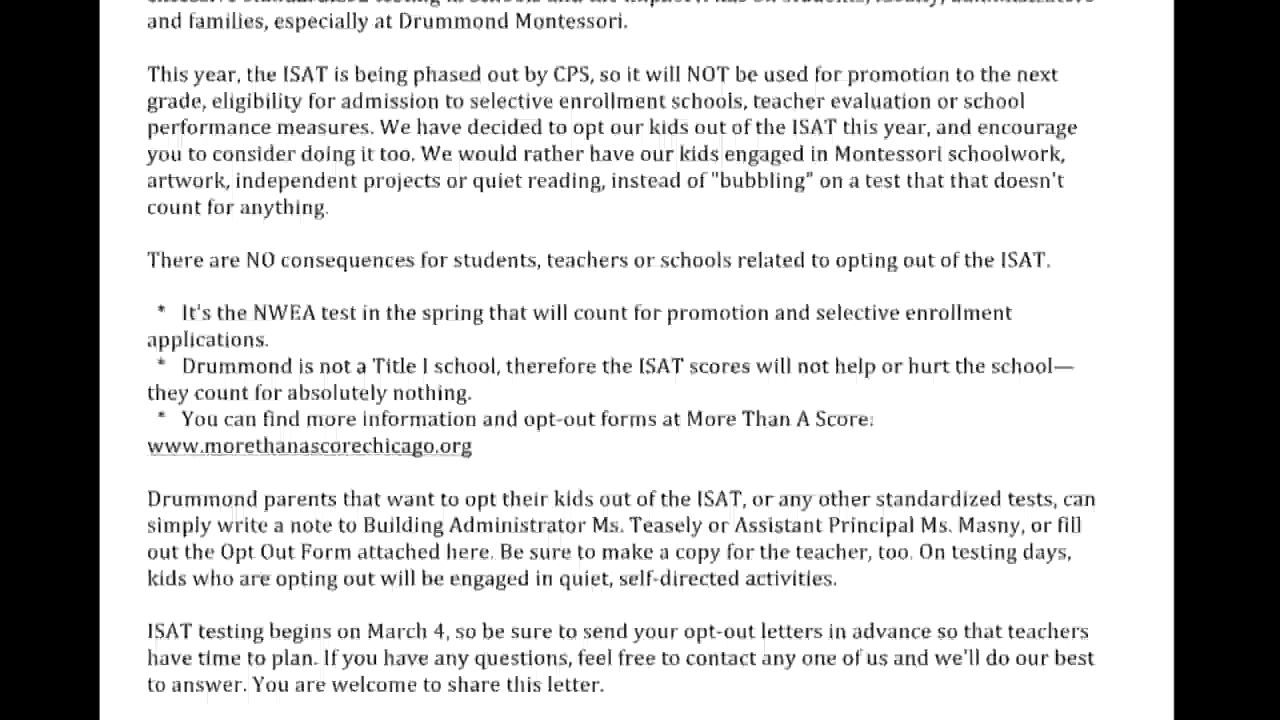 and families, especially at Drummond Montessori.
This year, the ISAT is being phased out by CPS, so it will NOT be used for promotion to the next
grade, eligibility for admission to selective enrollment schools, teacher evaluation or school
performance measures. We have decided to opt our kids out of the ISAT this year, and encourage
you to consider doing it too. We would rather have our kids engaged in Montessori schoolwork,
artwork, independent projects or quiet reading, instead of "bubbling" on a test that that doesn't
count for anything.
There are NO consequences for students, teachers or schools related to opting out of the ISAT.
* It's the NWEA test in the spring that will count for promotion and selective enrollment
applications.
* Drummond is not a Title I school, therefore the ISAT scores will not help or hurt the school—
they count for absolutely nothing.
* You can find more information and opt-out forms at More Than A Score:
www.morethanascorechicago.org
Drummond parents that want to opt their kids out of the ISAT, or any other standardized tests, can
simply write a note to Building Administrator Ms. Teasely or Assistant Principal Ms. Masny, or fill
out the Opt Out Form attached here. Be sure to make a copy for the teacher, too. On testing days,
kids who are opting out will be engaged in quiet, self-directed activities.
ISAT testing begins on March 4, so be sure to send your opt-out letters in advance so that teachers
have time to plan. If you have any questions, feel free to contact any one of us and we'll do our best
to answer. You are welcome to share this letter.